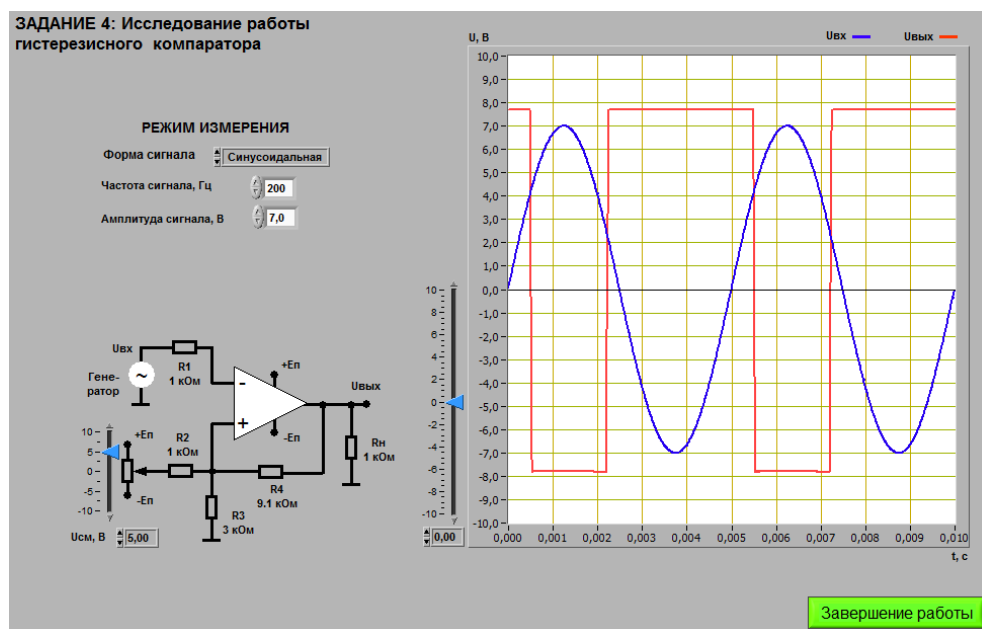 ЗАДАНИЕ 4: Исследование работы
гистерезисного компаратора
РЕЖИМ ИЗМЕРЕНИЯ
Форма сигнала
Синусоидальная
Частота сигнала, Гц
200
Амплитуда сигнала, В
7,0
Uвх
R1
1 кОм
Гене-
ратор
~
+Еп
-
+
-Еп
Uвых
Rн
1 кОм
R2
1 кОм
R4
9.1 кОм
R3
3 кОм
+Еп
-Еп
10
5
0
-5
-10
Uсм, В
5,00
10
8
6
4
2
0
-2
-4
-6
-8
-10
0,00
U, В
Uвх
Uвых
10,0
9,0
8,0
7,0
6,0
5,0
4,0
3,0
2,0
1,0
0,0
-1,0
-2,0
-3,0
-4,0
-5,0
-6,0
-7,0
-8,0
-9,0
-10,0
0,000 0,001 0,002 0,003 0,004 0,005 0,006 0,007 0,008 0,009 0,010
t, с
Завершение работы